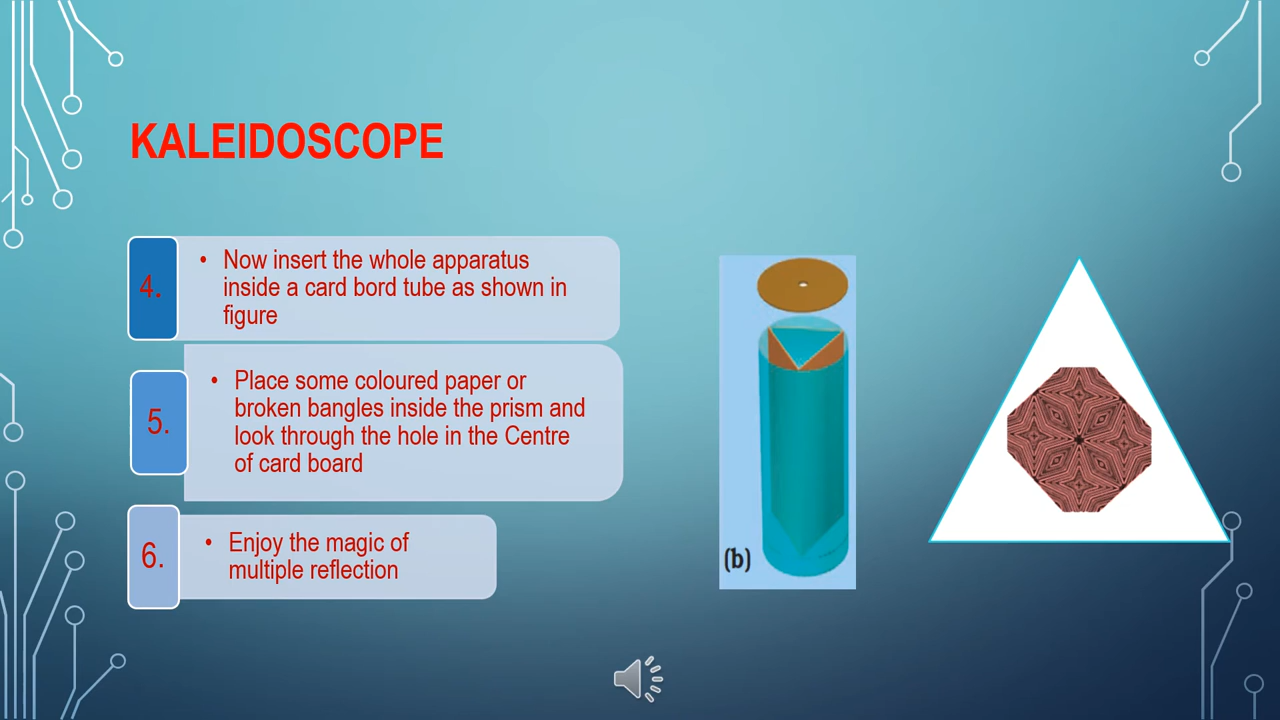 KALEIDOSCOPE
4.
• Now insert the whole apparatus
inside a card bord tube as shown in
figure
5.
• Place some coloured paper or
broken bangles inside the prism and
look through the hole in the Centre
of card board
6.
• Enjoy the magic of
multiple reflection
(b)